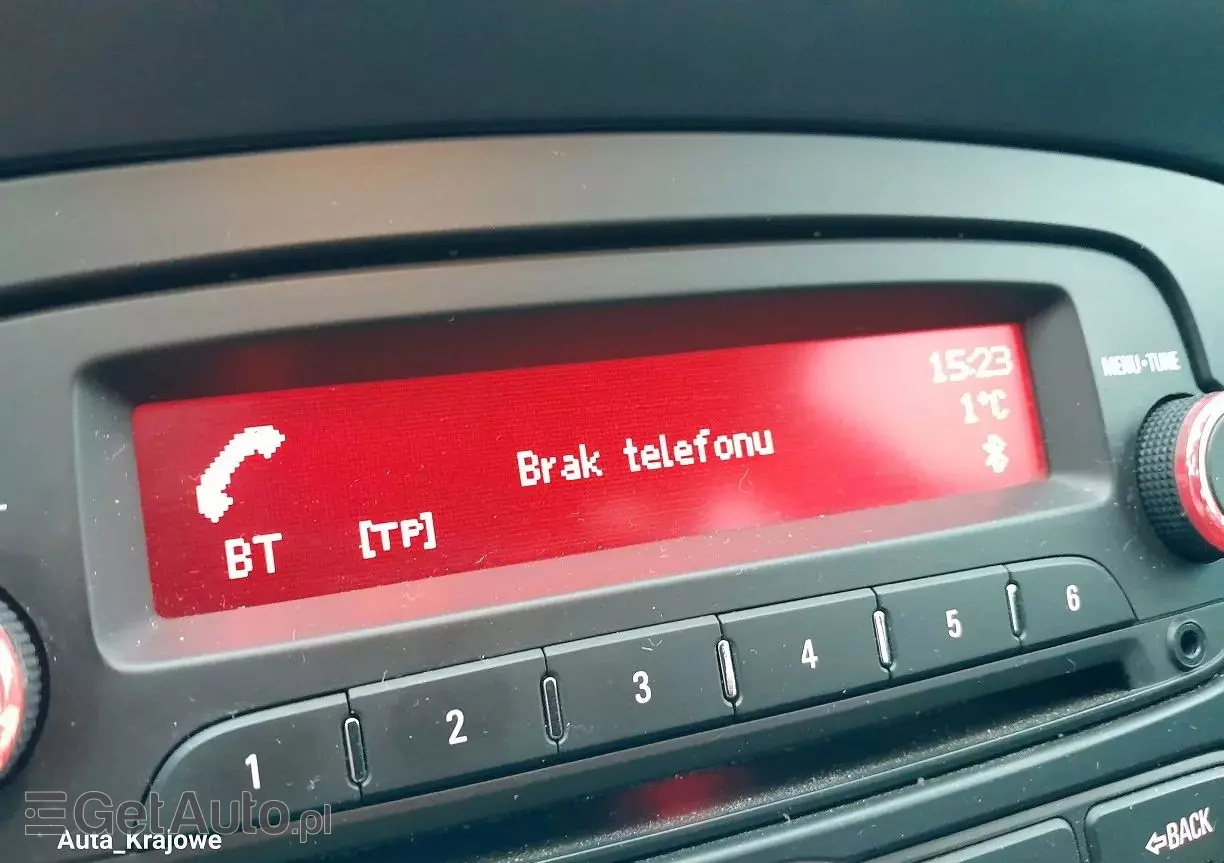 15:23
1°C
Brak telefonu
BT [TP]
MENU•TUNE
1 2 3 4 5 6
BACK
GetAuto.pl
Auta_Krajowe